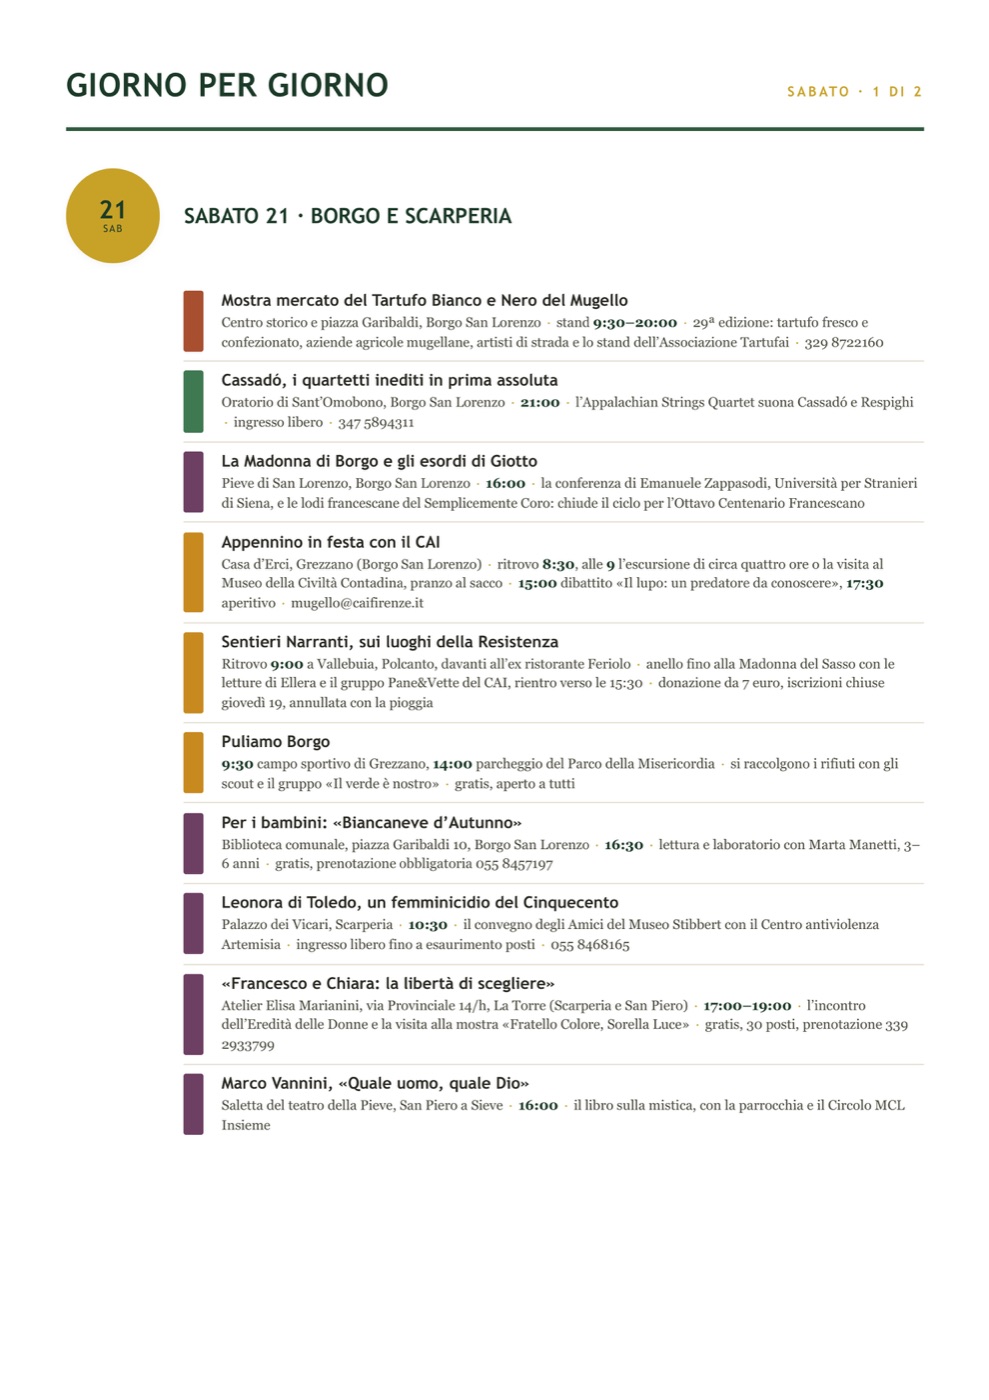 GIORNO PER GIORNO
SABATO · 1 DI 2
21
SAB
SABATO 21 · BORGO E SCARPERIA
Mostra mercato del Tartufo Bianco e Nero del Mugello
Centro storico e piazza Garibaldi, Borgo San Lorenzo · stand 9:30–20:00 · 29ª edizione: tartufo fresco e
confezionato, aziende agricole mugellane, artisti di strada e lo stand dell’Associazione Tartufai · 329 8722160
Cassadó, i quartetti inediti in prima assoluta
Oratorio di Sant’Omobono, Borgo San Lorenzo · 21:00 · l’Appalachian Strings Quartet suona Cassadó e Respighi
· ingresso libero · 347 5894311
La Madonna di Borgo e gli esordi di Giotto
Pieve di San Lorenzo, Borgo San Lorenzo · 16:00 · la conferenza di Emanuele Zappasodi, Università per Stranieri
di Siena, e le lodi francescane del Semplicemente Coro: chiude il ciclo per l’Ottavo Centenario Francescano
Appennino in festa con il CAI
Casa d’Erci, Grezzano (Borgo San Lorenzo) · ritrovo 8:30, alle 9 l’escursione di circa quattro ore o la visita al
Museo della Civiltà Contadina, pranzo al sacco · 15:00 dibattito «Il lupo: un predatore da conoscere», 17:30
aperitivo · mugello@caifirenze.it
Sentieri Narranti, sui luoghi della Resistenza
Ritrovo 9:00 a Vallebuia, Polcanto, davanti all’ex ristorante Feriolo · anello fino alla Madonna del Sasso con le
letture di Ellera e il gruppo Pane&Vette del CAI, rientro verso le 15:30 · donazione da 7 euro, iscrizioni chiuse
giovedì 19, annullata con la pioggia
Puliamo Borgo
9:30 campo sportivo di Grezzano, 14:00 parcheggio del Parco della Misericordia · si raccolgono i rifiuti con gli
scout e il gruppo «Il verde è nostro» · gratis, aperto a tutti
Per i bambini: «Biancaneve d’Autunno»
Biblioteca comunale, piazza Garibaldi 10, Borgo San Lorenzo · 16:30 · lettura e laboratorio con Marta Manetti, 3–
6 anni · gratis, prenotazione obbligatoria 055 8457197
Leonora di Toledo, un femminicidio del Cinquecento
Palazzo dei Vicari, Scarperia · 10:30 · il convegno degli Amici del Museo Stibbert con il Centro antiviolenza
Artemisia · ingresso libero fino a esaurimento posti · 055 8468165
«Francesco e Chiara: la libertà di scegliere»
Atelier Elisa Marianini, via Provinciale 14/h, La Torre (Scarperia e San Piero) · 17:00–19:00 · l’incontro
dell’Eredità delle Donne e la visita alla mostra «Fratello Colore, Sorella Luce» · gratis, 30 posti, prenotazione 339
2933799
Marco Vannini, «Quale uomo, quale Dio»
Saletta del teatro della Pieve, San Piero a Sieve · 16:00 · il libro sulla mistica, con la parrocchia e il Circolo MCL
Insieme